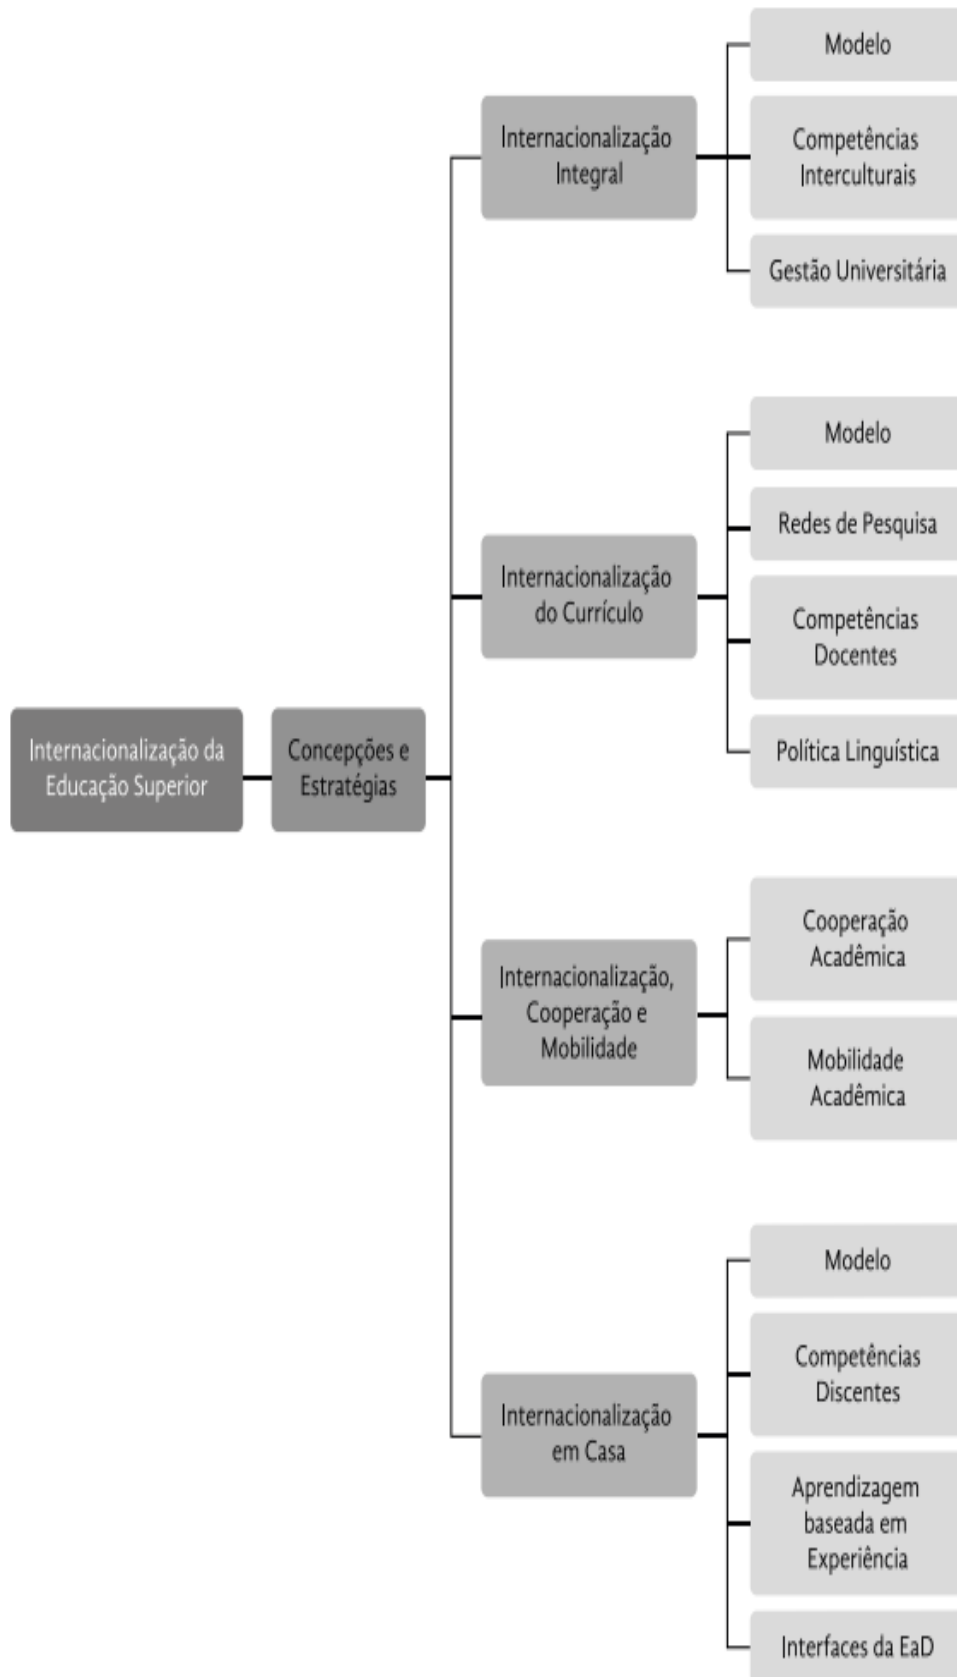 Internacionalização da
Educação Superior
Concepções e
Estratégias
Internacionalização
Integral
Modelo
Competências
Interculturais
Gestão Universitária
Internacionalização
do Currículo
Modelo
Redes de Pesquisa
Competências
Docentes
Política Linguística
Internacionalização,
Cooperação e
Mobilidade
Cooperação
Acadêmica
Mobilidade
Acadêmica
Internacionalização
em Casa
Modelo
Competências
Discentes
Aprendizagem
baseada em
Experiência
Interfaces da EaD